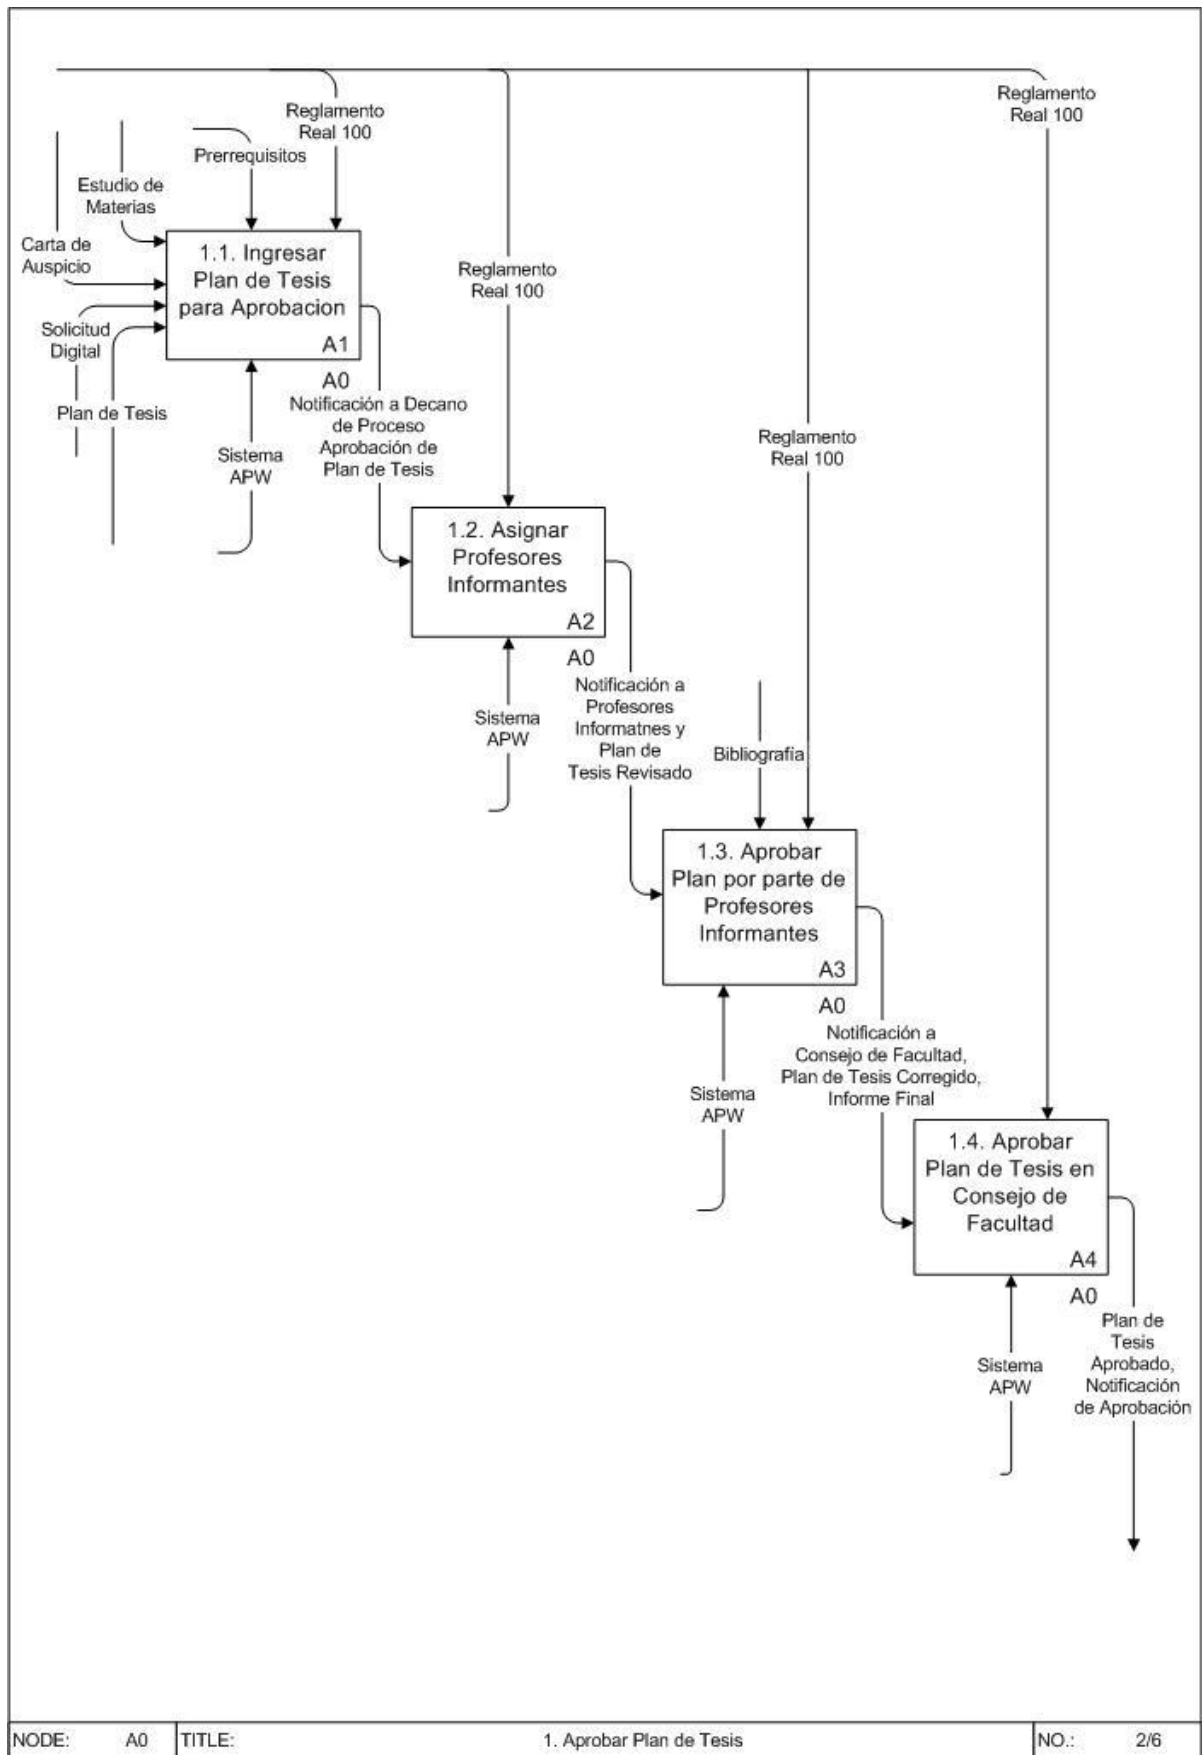 Reglamento
Real 100
Reglamento
Real 100
Prerrequisitos
Estudio de
Materias
Carta de
Auspicio
1.1. Ingresar
Plan de Tesis
para Aprobacion
A1
A0
Solicitud
Digital
Plan de Tesis
Sistema
APW
Notificación a Decano
de Proceso
Aprobación de
Plan de Tesis
Reglamento
Real 100
Reglamento
Real 100
1.2. Asignar
Profesores
Informantes
A2
A0
Sistema
APW
Notificación a
Profesores
Informatnes y
Plan de
Tesis Revisado
Bibliografía
1.3. Aprobar
Plan por parte de
Profesores
Informantes
A3
A0
Sistema
APW
Notificación a
Consejo de Facultad,
Plan de Tesis Corregido,
Informe Final
1.4. Aprobar
Plan de Tesis en
Consejo de
Facultad
A4
A0
Sistema
APW
Plan de
Tesis
Aprobado,
Notificación
de Aprobación
NODE: A0 TITLE: 1. Aprobar Plan de Tesis NO.: 2/6